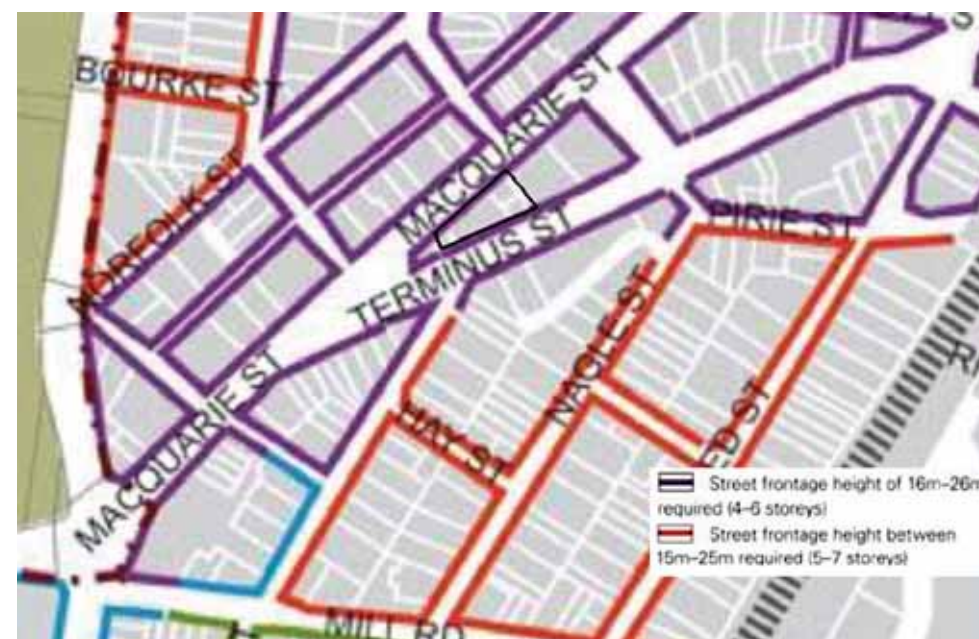 BOURKE ST
MACQUARIE ST
NORFOLK ST
PIRIE ST
TERMINUS ST
NAGLE ST
MACQUARIE ST
HAY ST
ED ST
Street frontage height of 16m–26m
required (4–6 storeys)
Street frontage height between
15m–25m required (5–7 storeys)
MILL RD